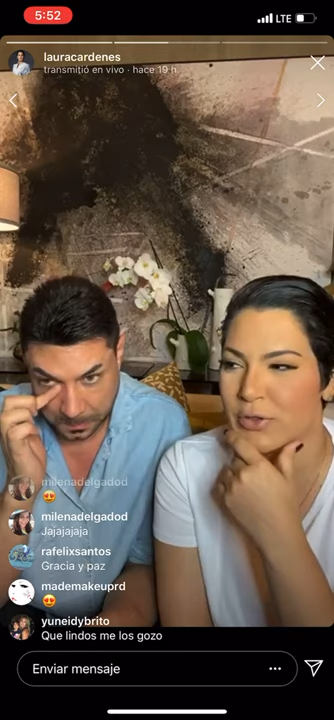 5:52
LTE
lauracardenes
transmitió en vivo · hace 19 h
milenadelgadod
😍
milenadelgadod
Jajajajaja
rafelixsantos
Gracia y paz
mademakeuprd
😍
yuneidybrito
Que lindos me los gozo
Enviar mensaje